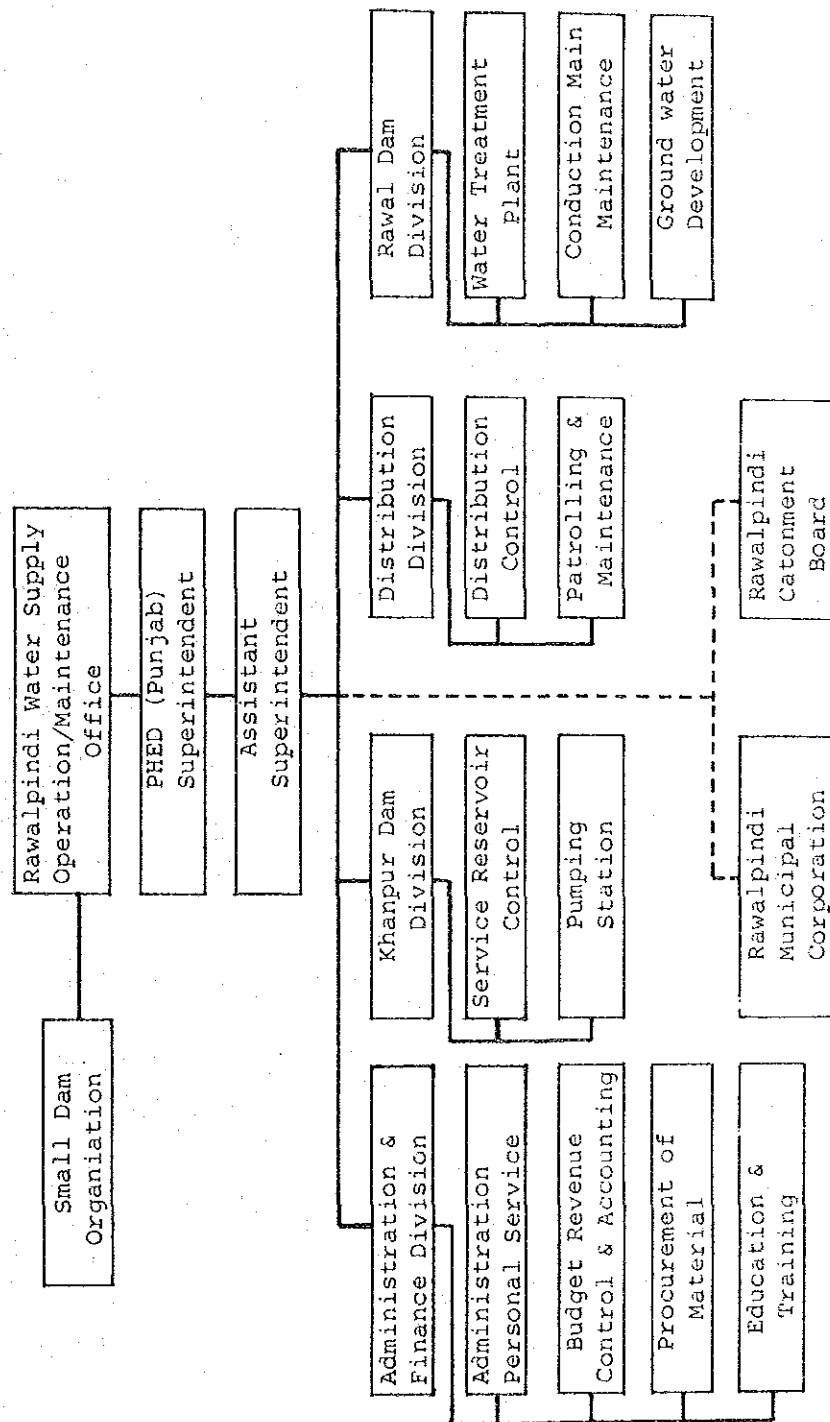 Small Dam
Organiation
Rawalpindi Water Supply
Operation/Maintenance
Office
PHED (Punjab)
Superintendent
Assistant
Superintendent
Administration &
Finance Division
Administration
Personal Service
Budget Revenue
Control & Accounting
Procurement of
Material
Education &
Training
Khanpur Dam
Division
Service Reservoir
Control
Pumping
Station
Distribution
Division
Distribution
Control
Patrolling &
Maintenance
Rawal Dam
Division
Water Treatment
Plant
Conduction Main
Maintenance
Ground water
Development
Rawalpindi
Municipal
Corporation
Rawalpindi
Catonment
Board